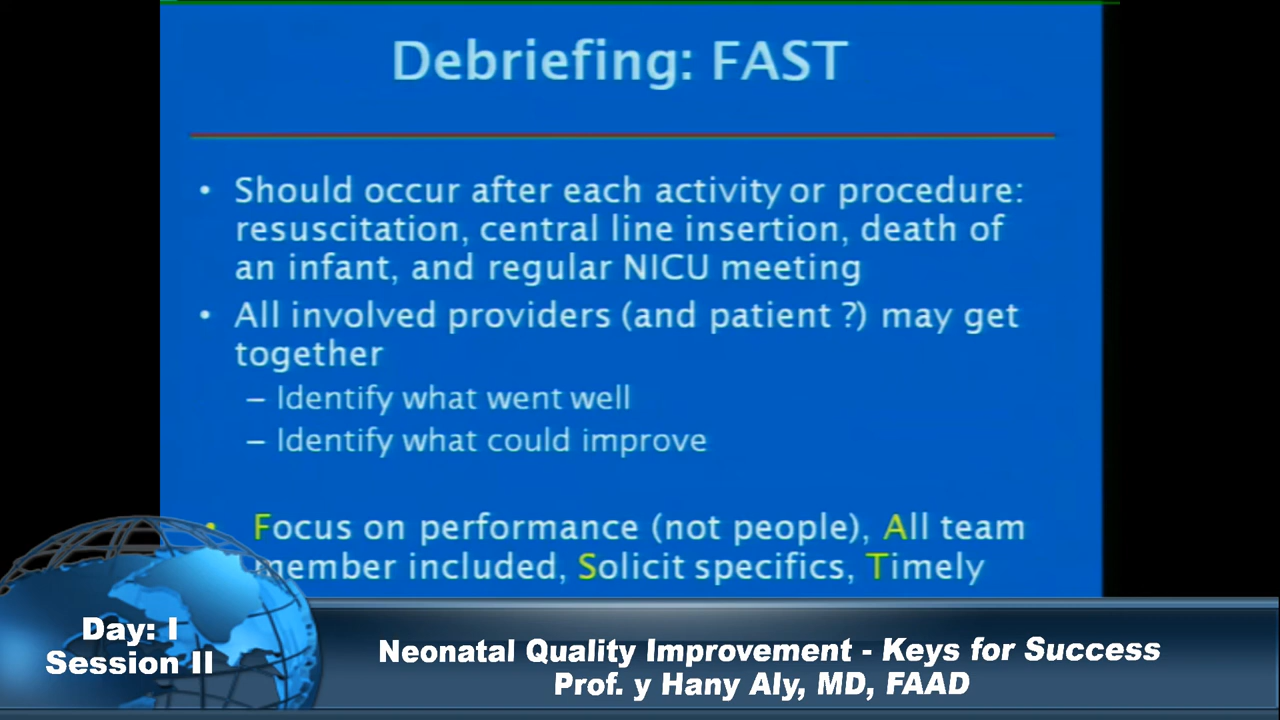 Debriefing: FAST
• Should occur after each activity or procedure:
resuscitation, central line insertion, death of
an infant, and regular NICU meeting
• All involved providers (and patient ?) may get
together
– Identify what went well
– Identify what could improve
• Focus on performance (not people), All team
member included, Solicit specifics, Timely
Day: I
Session II
Neonatal Quality Improvement - Keys for Success
Prof. y Hany Aly, MD, FAAD